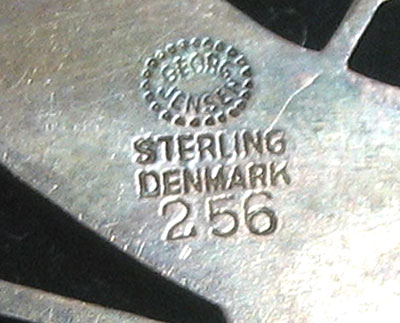 GEORG
JENSEN
STERLING
DENMARK
256